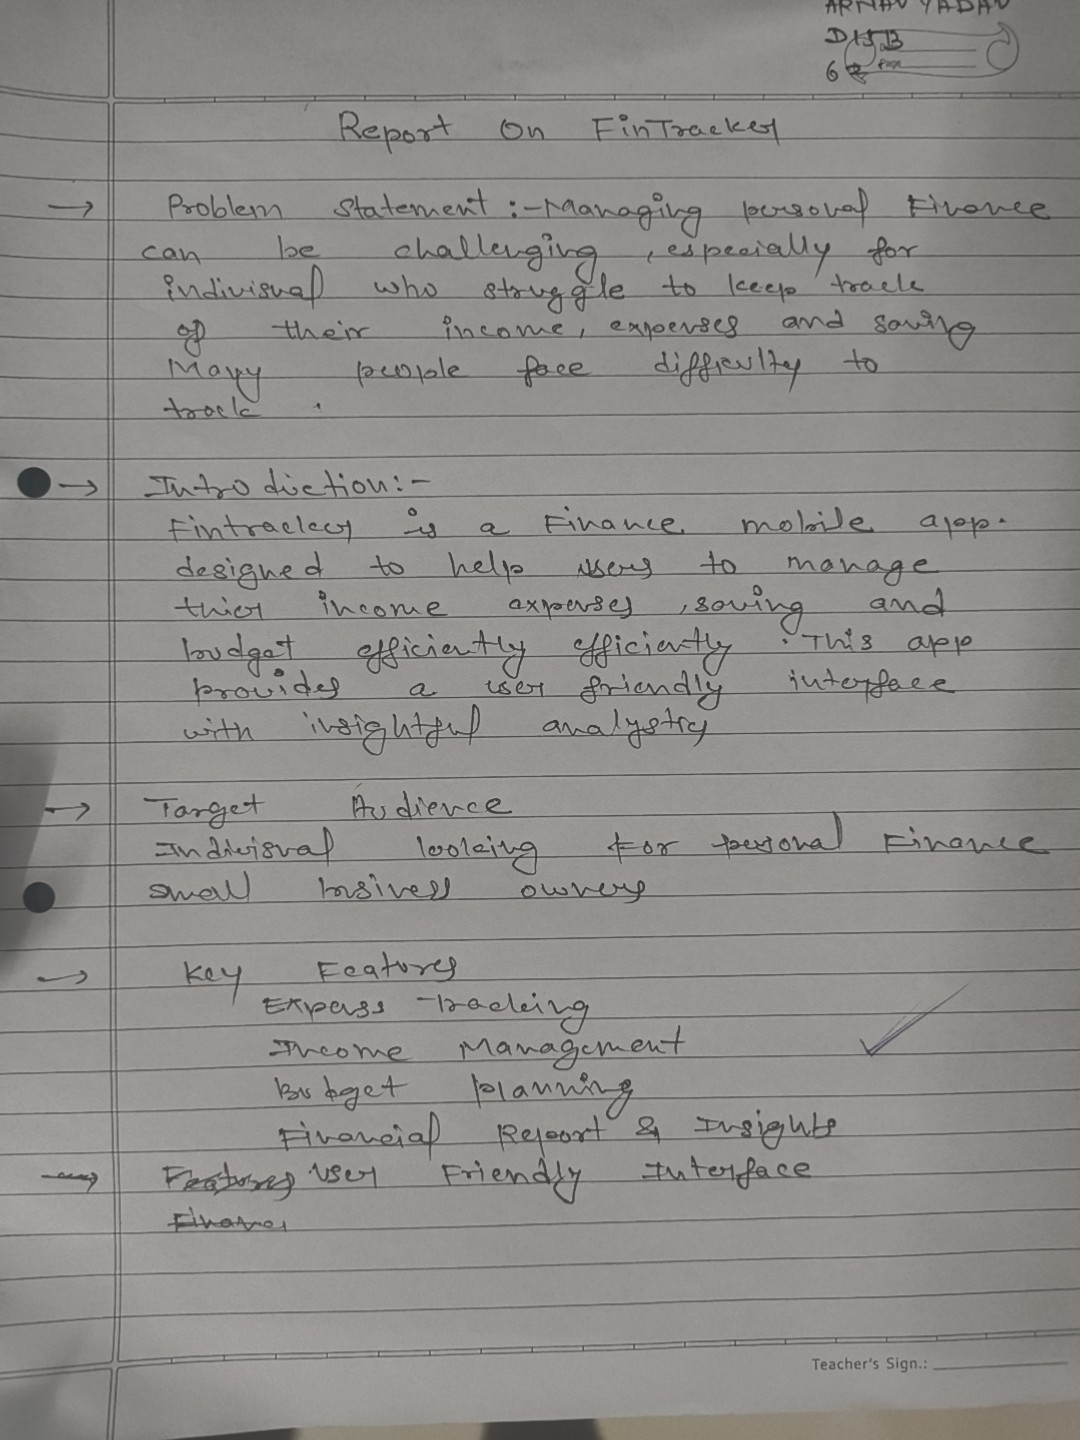 ARNAV YADAV
D15B
62
Report On FinTracker
→ Problem Statement :- Managing personal Finance
can be challenging , especially for
indivisual who struggle to keep track
of their income, expenses and saving
Many people face difficulty to
track .
→ Introduction :-
Fintracker is a Finance mobile app.
designed to help users to manage
thier income expenses , saving and
budget efficiently efficiently . This app
provides a user friendly interface
with insightful analystics
→ Target Audience
Indivisual looking For personal Finance
small business owners
→ Key Features
Expenss Tracking
Income Management
Budget planning
Financial Report & Insights
→ Features User Friendly Interface
Finance
Teacher's Sign.: